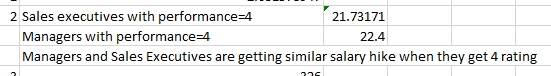 2 Sales executives with performance=4 21.73171
Managers with performance=4 22.4
Managers and Sales Executives are getting similar salary hike when they get 4 rating